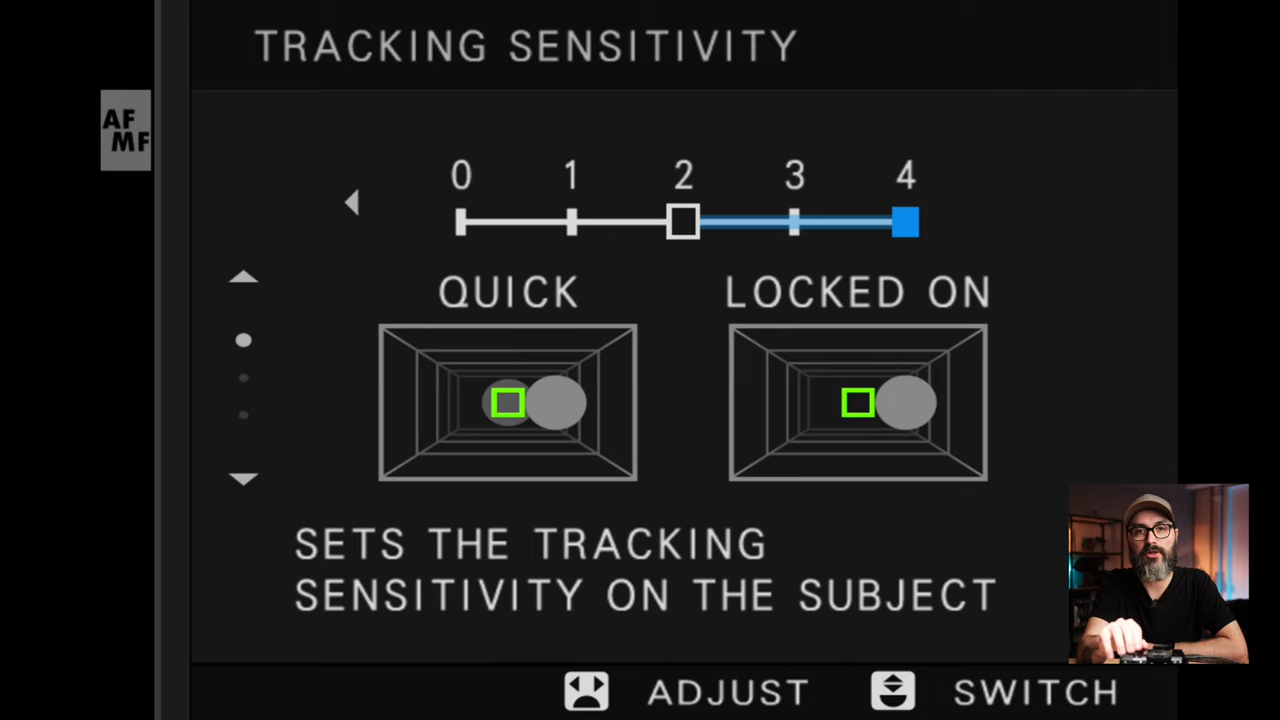 TRACKING SENSITIVITY
AF
MF
0 1 2 3 4
QUICK LOCKED ON
SETS THE TRACKING
SENSITIVITY ON THE SUBJECT
ADJUST SWITCH